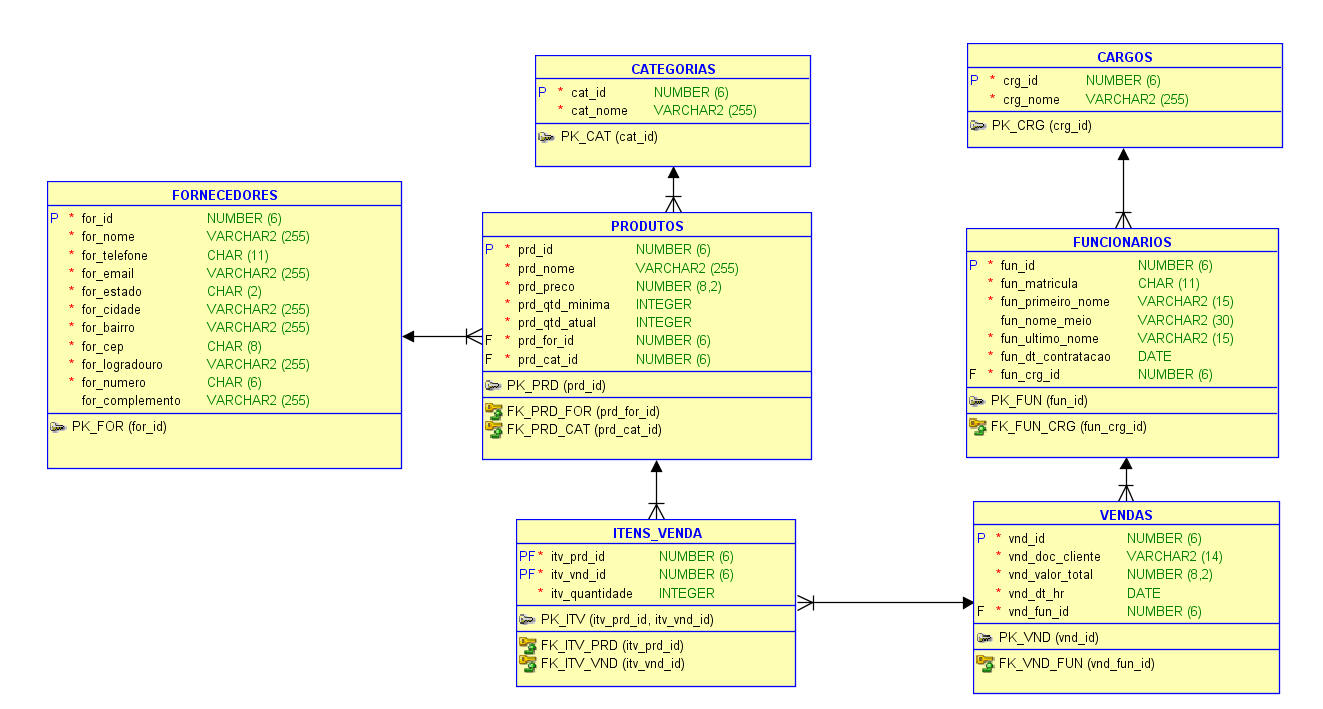 CATEGORIAS
P * cat_id NUMBER (6)
* cat_nome VARCHAR2 (255)
PK_CAT (cat_id)
CARGOS
P * crg_id NUMBER (6)
* crg_nome VARCHAR2 (255)
PK_CRG (crg_id)
FORNECEDORES
P * for_id NUMBER (6)
* for_nome VARCHAR2 (255)
* for_telefone CHAR (11)
* for_email VARCHAR2 (255)
* for_estado CHAR (2)
* for_cidade VARCHAR2 (255)
* for_bairro VARCHAR2 (255)
* for_cep CHAR (8)
* for_logradouro VARCHAR2 (255)
* for_numero CHAR (6)
for_complemento VARCHAR2 (255)
PK_FOR (for_id)
PRODUTOS
P * prd_id NUMBER (6)
* prd_nome VARCHAR2 (255)
* prd_preco NUMBER (8,2)
* prd_qtd_minima INTEGER
* prd_qtd_atual INTEGER
F * prd_for_id NUMBER (6)
F * prd_cat_id NUMBER (6)
PK_PRD (prd_id)
FK_PRD_FOR (prd_for_id)
FK_PRD_CAT (prd_cat_id)
FUNCIONARIOS
P * fun_id NUMBER (6)
* fun_matricula CHAR (11)
* fun_primeiro_nome VARCHAR2 (15)
fun_nome_meio VARCHAR2 (30)
* fun_ultimo_nome VARCHAR2 (15)
* fun_dt_contratacao DATE
F * fun_crg_id NUMBER (6)
PK_FUN (fun_id)
FK_FUN_CRG (fun_crg_id)
ITENS_VENDA
PF * itv_prd_id NUMBER (6)
PF * itv_vnd_id NUMBER (6)
* itv_quantidade INTEGER
PK_ITV (itv_prd_id, itv_vnd_id)
FK_ITV_PRD (itv_prd_id)
FK_ITV_VND (itv_vnd_id)
VENDAS
P * vnd_id NUMBER (6)
* vnd_doc_cliente VARCHAR2 (14)
* vnd_valor_total NUMBER (8,2)
* vnd_dt_hr DATE
F * vnd_fun_id NUMBER (6)
PK_VND (vnd_id)
FK_VND_FUN (vnd_fun_id)